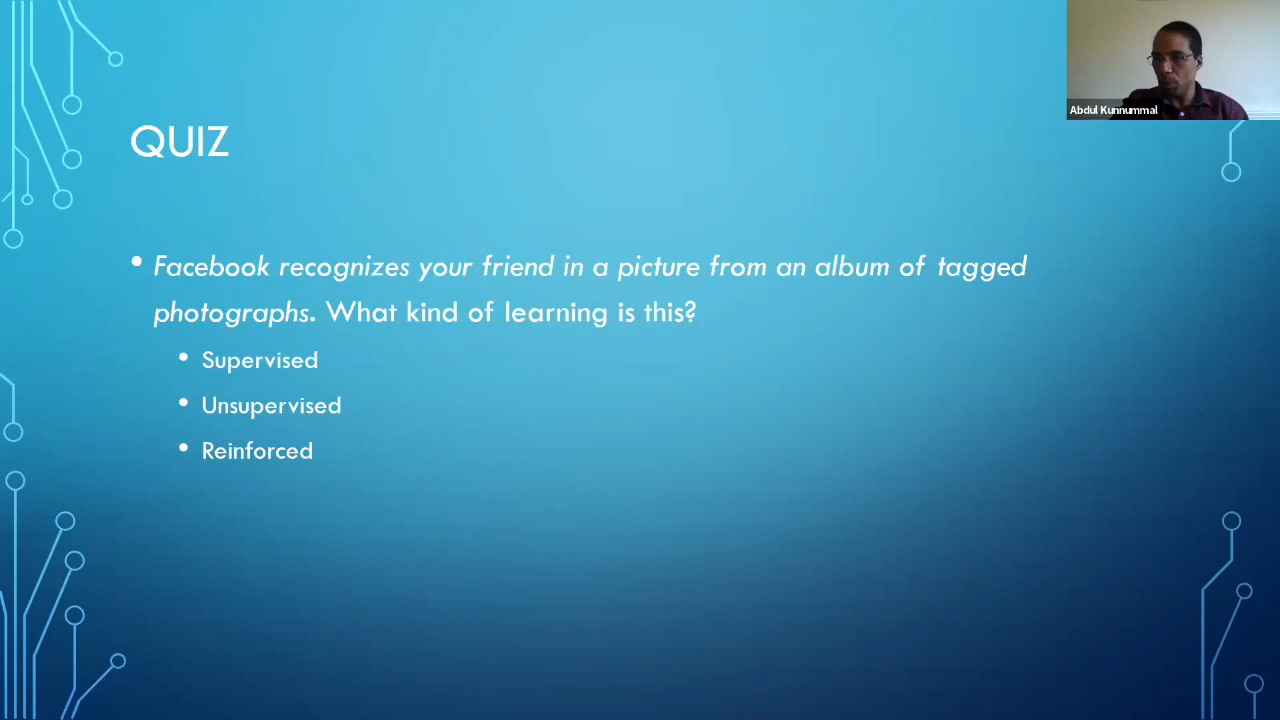 Abdul Kunnummal
QUIZ
• Facebook recognizes your friend in a picture from an album of tagged
photographs. What kind of learning is this?
• Supervised
• Unsupervised
• Reinforced